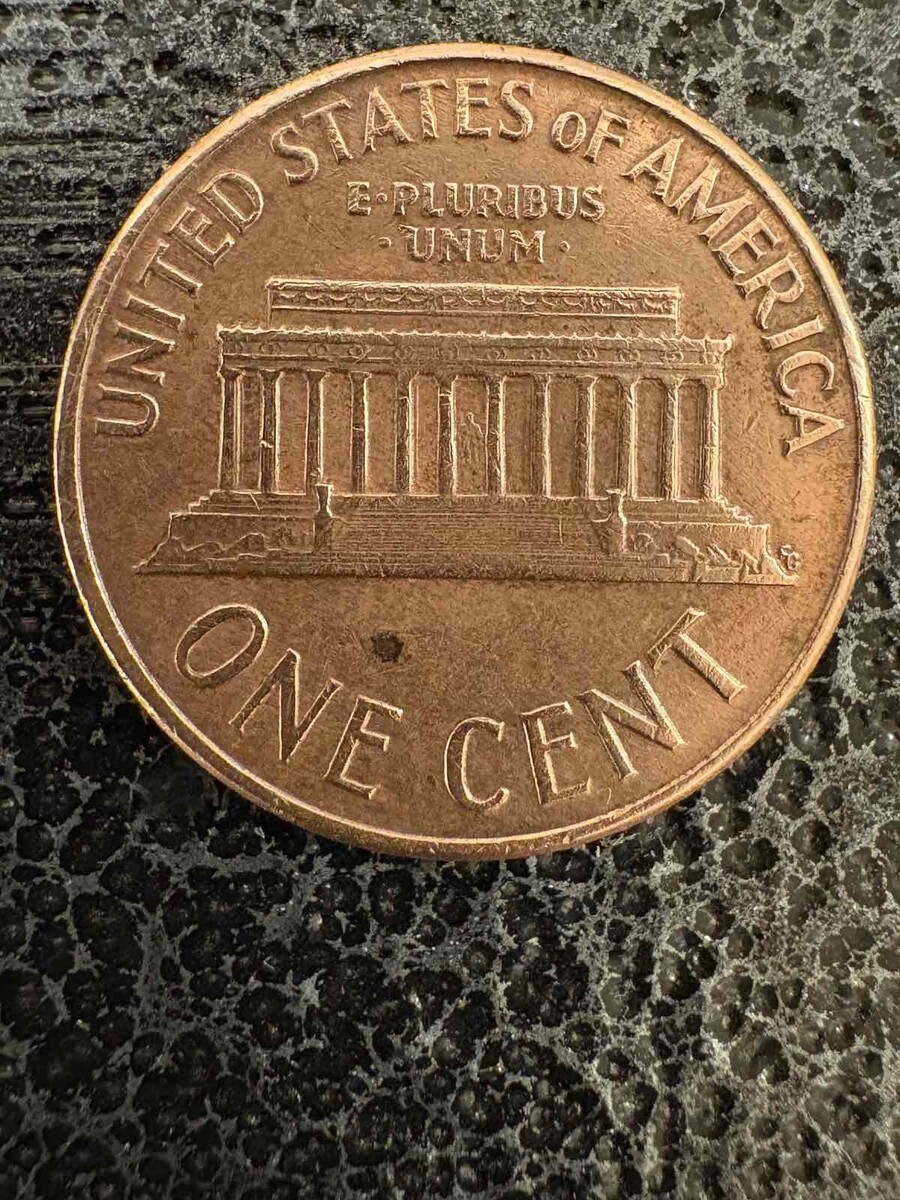 UNITED STATES OF AMERICA
E·PLURIBUS
·UNUM·
ONE CENT